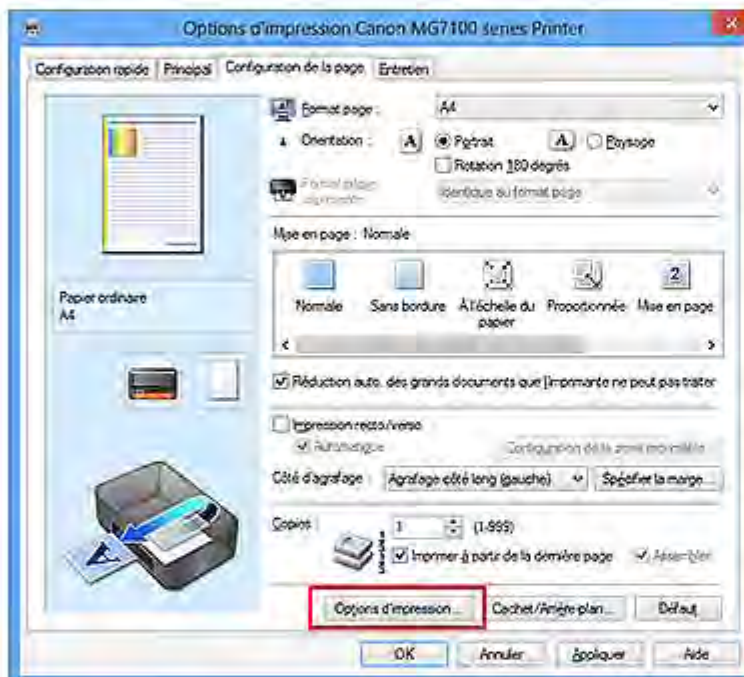 Options d'impression Canon MG7100 series Printer
Configuration rapide Principal Configuration de la page Entretien
Format page : A4
Orientation : A Portrait A Paysage
Rotation 180 degrés
Format papier imprimante Identique au format page
Mise en page : Normale
2
Normale Sans bordure À l'échelle du papier Proportionnée Mise en page
Papier ordinaire
A4
Réduction auto. des grands documents que l'imprimante ne peut pas traiter
Impression recto/verso
Automatique Configuration de la zone imprimable...
Côté d'agrafage : Agrafage côté long (gauche) Spécifier la marge...
Copies : 1 (1-999)
Imprimer à partir de la dernière page Assembler
Options d'impression... Cachet/Arrière-plan... Défaut
OK Annuler Appliquer Aide